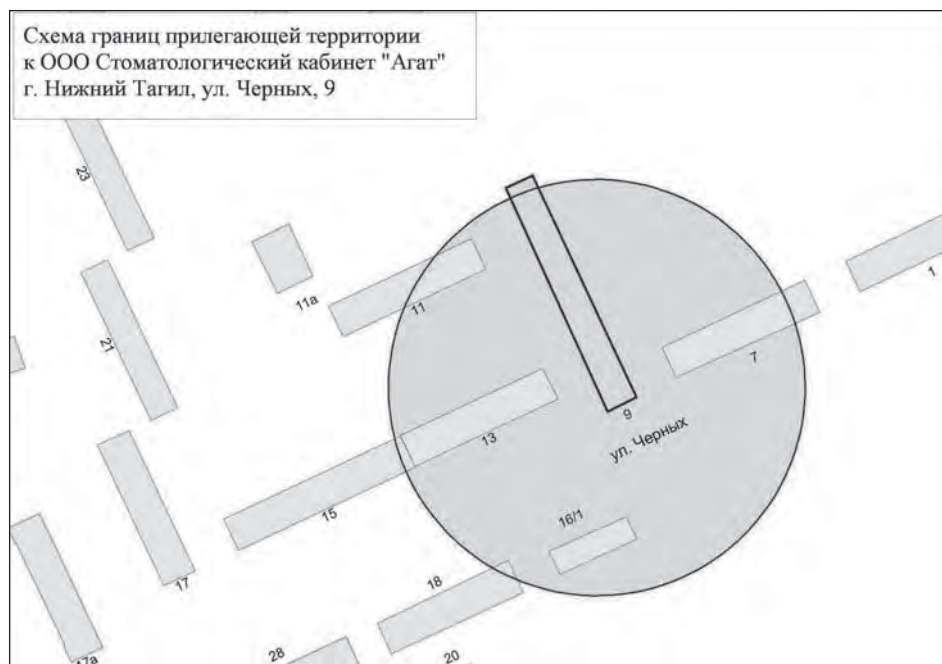 Схема границ прилегающей территории
к ООО Стоматологический кабинет "Агат"
г. Нижний Тагил, ул. Черных, 9
23
11а
11
1
21
7
9
ул. Черных
13
15
16/1
17
18
17а
28
20